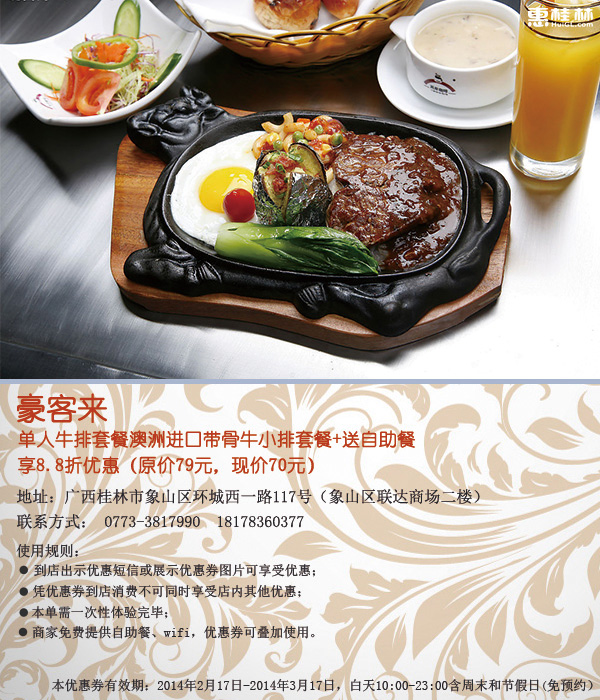 惠桂林
HuiGL.com
豪客来
单人牛排套餐澳洲进口带骨牛小排套餐+送自助餐
享8.8折优惠（原价79元，现价70元）
地址：广西桂林市象山区环城西一路117号（象山区联达商场二楼）
联系方式： 0773-3817990  18178360377
使用规则：
● 到店出示优惠短信或展示优惠券图片可享受优惠；
● 凭优惠券到店消费不可同时享受店内其他优惠；
● 本单需一次性体验完毕；
● 商家免费提供自助餐、wifi，优惠券可叠加使用。
本优惠券有效期：2014年2月17日-2014年3月17日，白天10:00-23:00含周末和节假日(免预约）